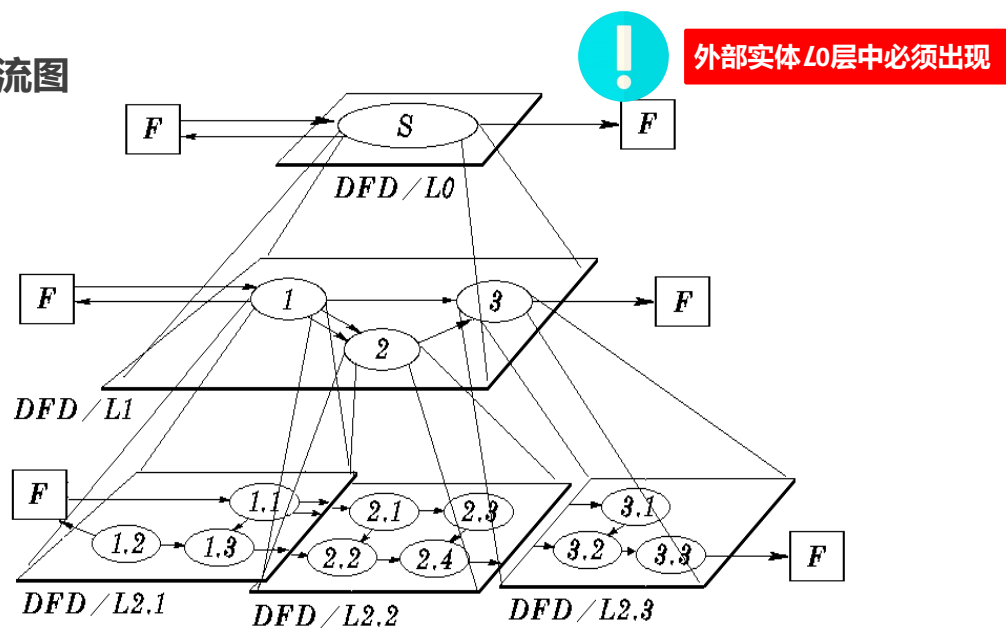 流图
外部实体L0层中必须出现
F
S
F
DFD/L0
F
1
3
F
2
DFD/L1
F
1.1
2.1
2.3
3.1
1.2
1.3
2.2
2.4
3.2
3.3
F
DFD/L2.1
DFD/L2.2
DFD/L2.3